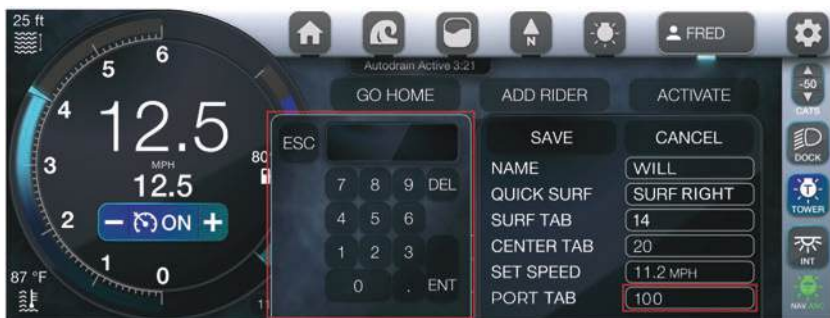 25 ft
N
FRED
Autodrain Active 3:21
GO HOME
ADD RIDER
ACTIVATE
-50
CATS
6
5
4
3
2
1
0
12.5
MPH
12.5
ON
80
87 °F
11
ESC
7 8 9 DEL
4 5 6
1 2 3
0 . ENT
SAVE
CANCEL
NAME WILL
QUICK SURF SURF RIGHT
SURF TAB 14
CENTER TAB 20
SET SPEED 11.2 MPH
PORT TAB 100
DOCK
T
TOWER
INT
NAV ANC